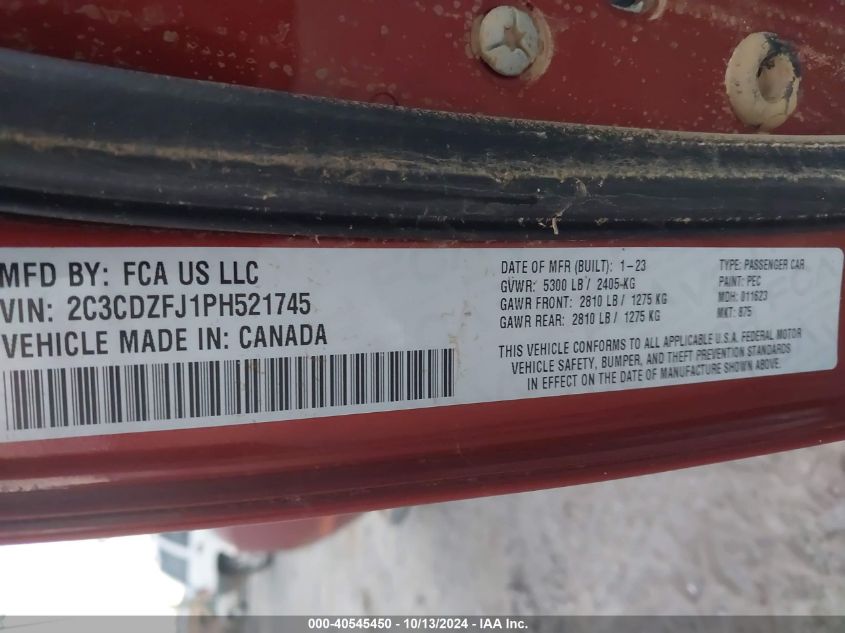 MFD BY: FCA US LLC
VIN: 2C3CDZFJ1PH521745
VEHICLE MADE IN: CANADA
DATE OF MFR (BUILT): 1-23
GVWR: 5300 LB / 2405-KG
GAWR FRONT: 2810 LB / 1275 KG
GAWR REAR: 2810 LB / 1275 KG
TYPE: PASSENGER CAR
PAINT: PEC
MDH: 011623
MKT: 875
THIS VEHICLE CONFORMS TO ALL APPLICABLE U.S.A. FEDERAL MOTOR
VEHICLE SAFETY, BUMPER, AND THEFT PREVENTION STANDARDS
IN EFFECT ON THE DATE OF MANUFACTURE SHOWN ABOVE.
000-40545450 - 10/13/2024 - IAA Inc.